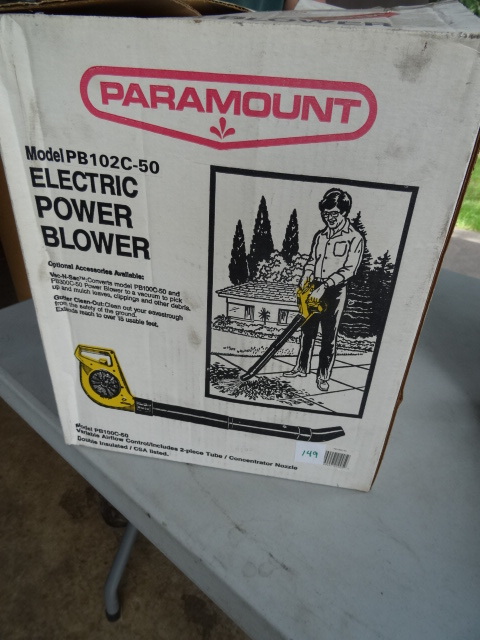 PARAMOUNT
Model PB102C-50
ELECTRIC
POWER
BLOWER
Optional Accessories Available:
Vac-N-Sac™: Converts model PB100C-50 and
PB300C-50 Power Blower to a vacuum to pick
up and mulch leaves, clippings and other debris.
Gutter Clean-Out: Clean out your eavestrough
from the safety of the ground.
Extends reach to over 15 usable feet.
Model PB100C-50
Variable Airflow Control/Includes 2-piece Tube / Concentrator Nozzle
Double Insulated / CSA listed.
149